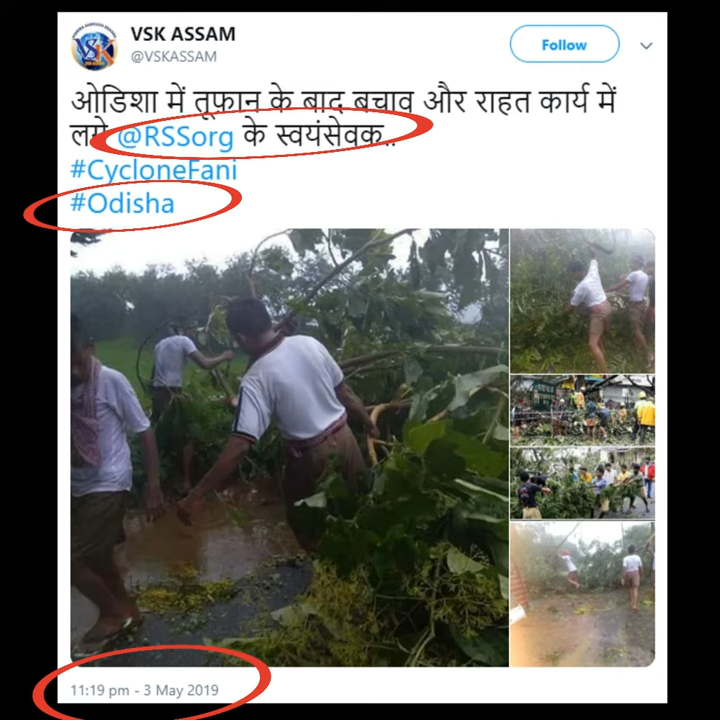 VSK ASSAM
@VSKASSAM
Follow
ओडिशा में तूफ़ान के बाद बचाव और राहत कार्य में
लगे @RSSorg के स्वयंसेवक..
#CycloneFani
#Odisha
11:19 pm - 3 May 2019